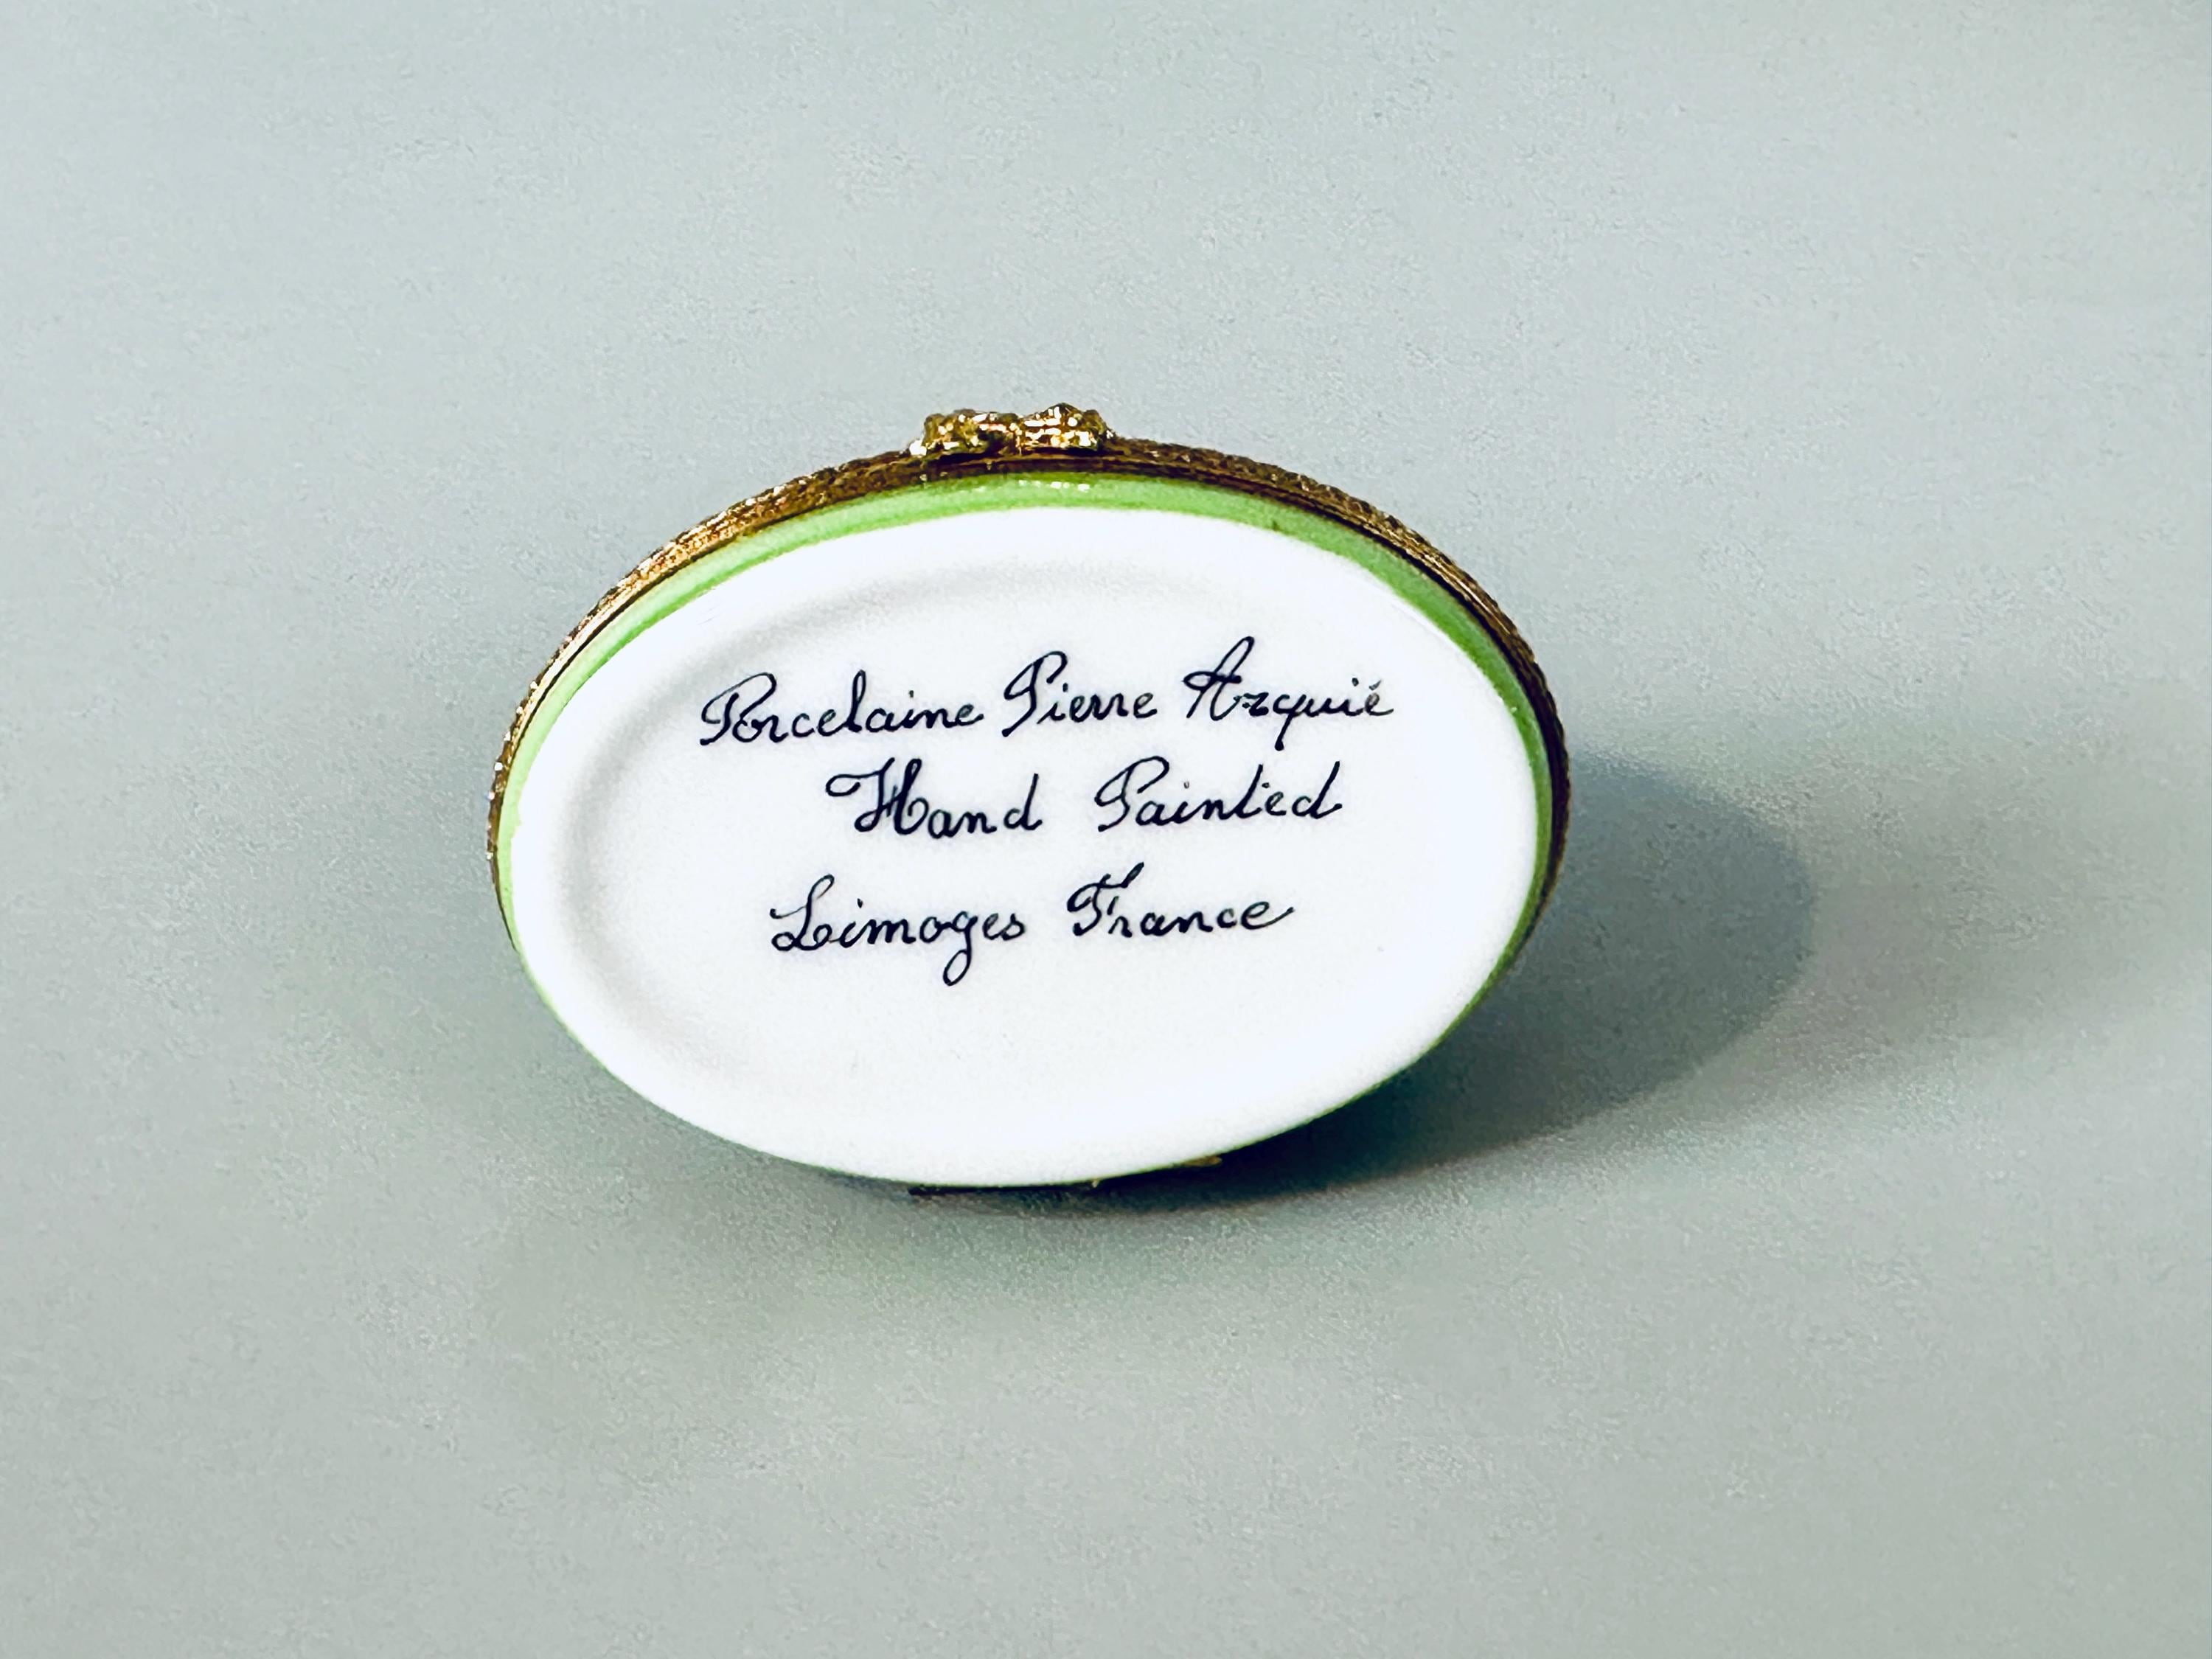 Porcelaine Pierre Arquié
Hand Painted
Limoges France